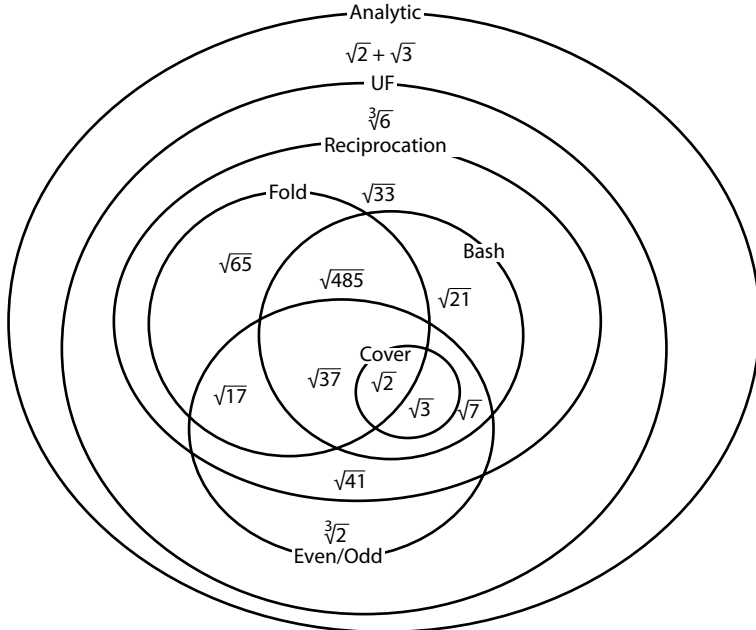 Analytic
√2 + √3
UF
∛6
Reciprocation
√33
Fold
Bash
√65
√485
√21
Cover
√37
√2
√17
√3
√7
√41
∛2
Even/Odd